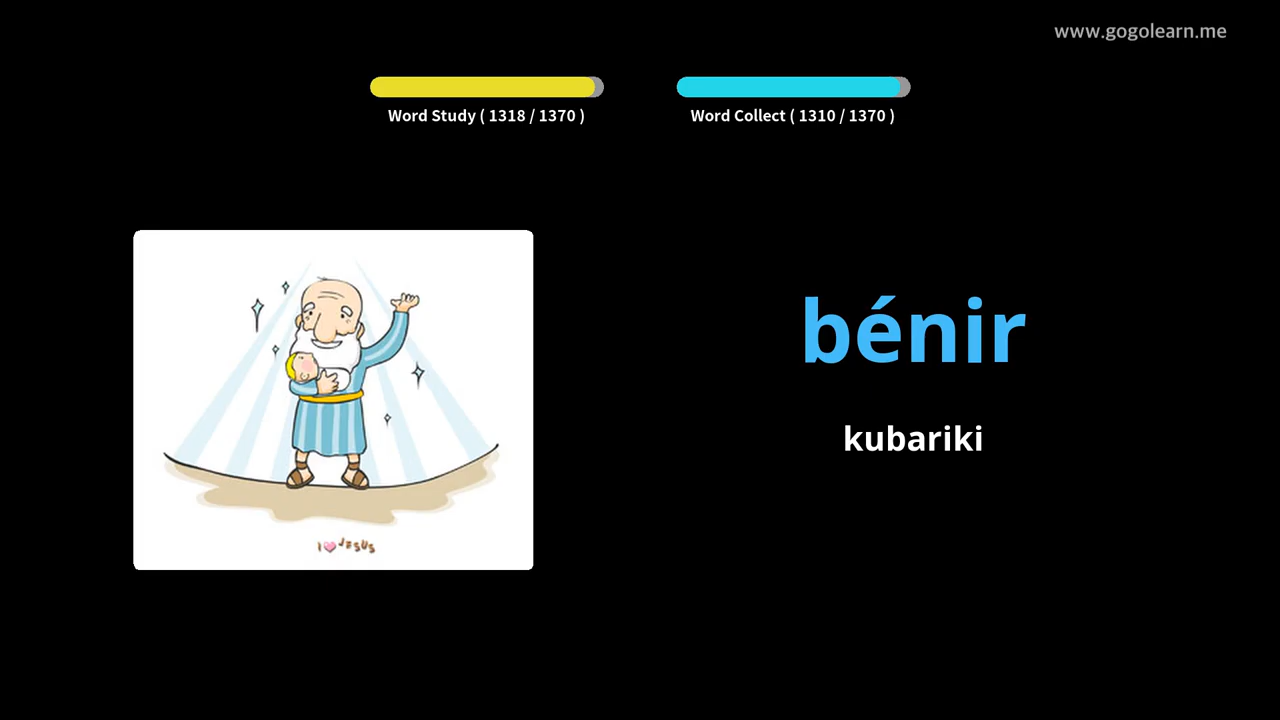 www.gogolearn.me
Word Study ( 1318 / 1370 )
Word Collect ( 1310 / 1370 )
bénir
kubariki
I JESUS